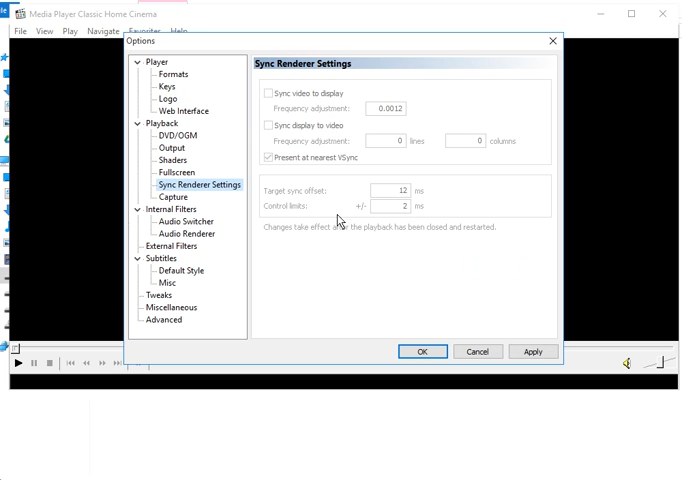 Media Player Classic Home Cinema
File View Play Navigate Favorites Help
Options
Player
Formats
Keys
Logo
Web Interface
Playback
DVD/OGM
Output
Shaders
Fullscreen
Sync Renderer Settings
Capture
Internal Filters
Audio Switcher
Audio Renderer
External Filters
Subtitles
Default Style
Misc
Tweaks
Miscellaneous
Advanced
Sync Renderer Settings
Sync video to display
Frequency adjustment: 0.0012
Sync display to video
Frequency adjustment: 0 lines 0 columns
Present at nearest VSync
Target sync offset: 12 ms
Control limits: +/- 2 ms
Changes take effect after the playback has been closed and restarted.
OK Cancel Apply